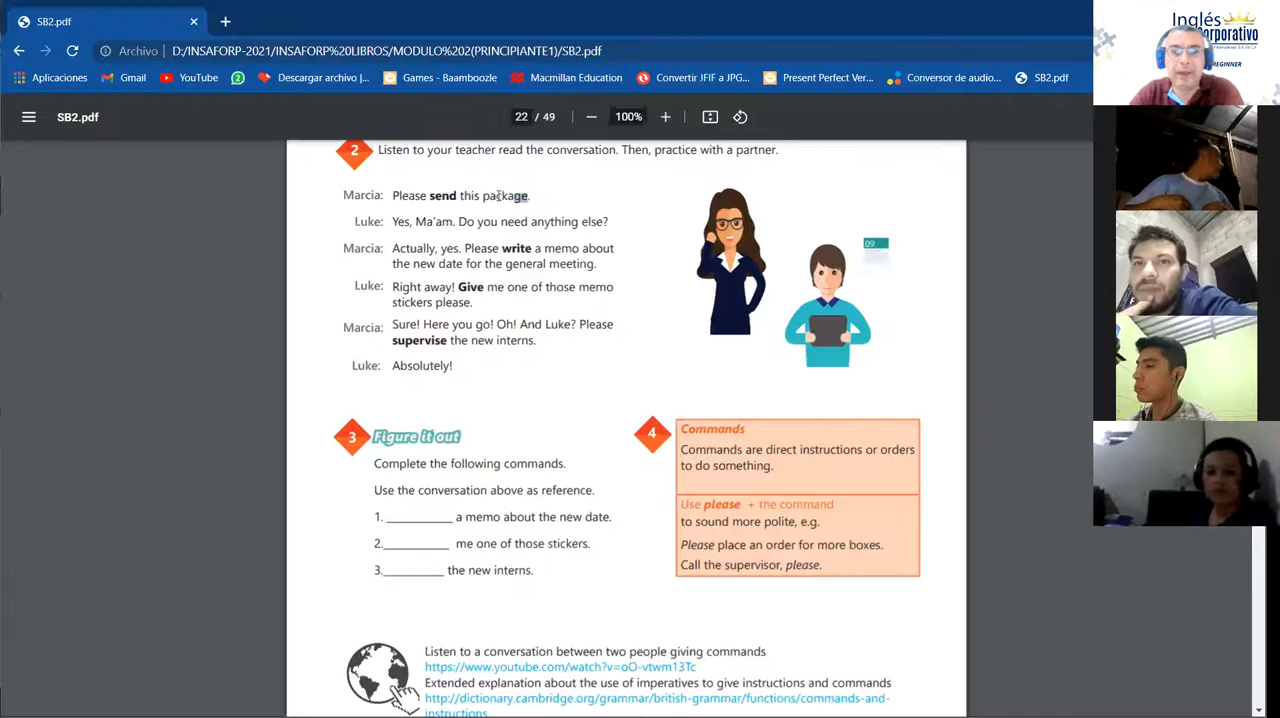 SB2.pdf
Archivo
D:/INSAFORP-2021/INSAFORP%20LIBROS/MODULO%202(PRINCIPIANTE1)/SB2.pdf
Aplicaciones
Gmail
YouTube
Descargar archivo |...
Games - Baamboozle
Macmillan Education
Convertir JFIF a JPG...
Present Perfect Ver...
Conversor de audio...
SB2.pdf
SB2.pdf
22 / 49
100%
Inglés
Corporativo
2 Listen to your teacher read the conversation. Then, practice with a partner.
Marcia: Please send this package.
Luke: Yes, Ma'am. Do you need anything else?
Marcia: Actually, yes. Please write a memo about
the new date for the general meeting.
Luke: Right away! Give me one of those memo
stickers please.
Marcia: Sure! Here you go! Oh! And Luke? Please
supervise the new interns.
Luke: Absolutely!
09
3 Figure it out
Complete the following commands.
Use the conversation above as reference.
1. __________ a memo about the new date.
2.__________ me one of those stickers.
3.__________ the new interns.
4
Commands
Commands are direct instructions or orders
to do something.
Use please + the command
to sound more polite, e.g.
Please place an order for more boxes.
Call the supervisor, please.
Listen to a conversation between two people giving commands
https://www.youtube.com/watch?v=oO-vtwm13Tc
Extended explanation about the use of imperatives to give instructions and commands
http://dictionary.cambridge.org/grammar/british-grammar/functions/commands-and-
instructions